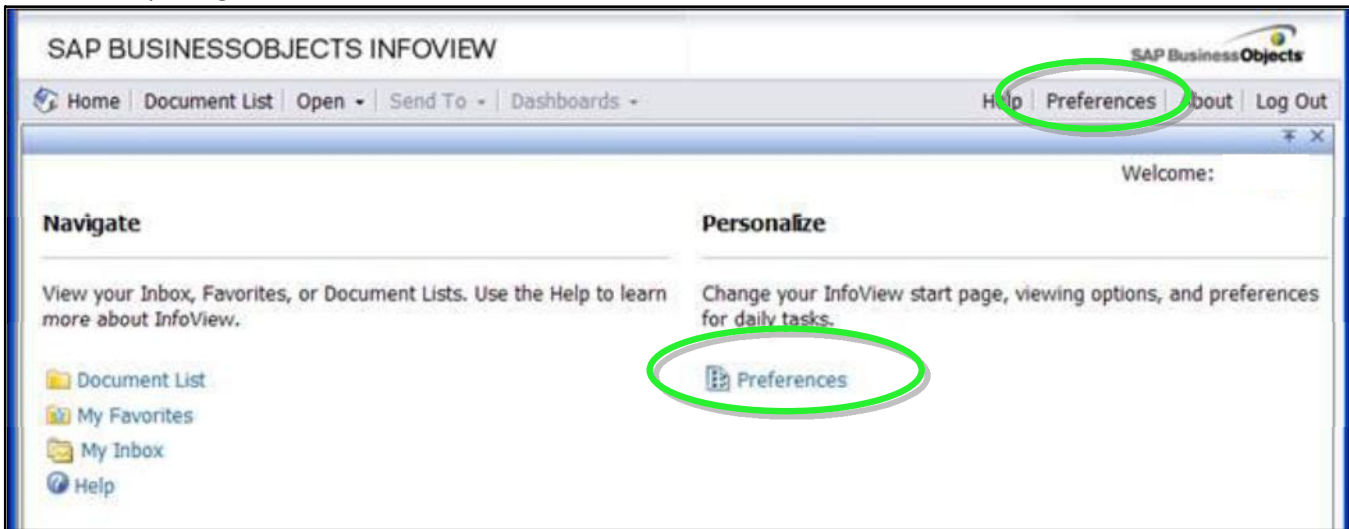 SAP BUSINESSOBJECTS INFOVIEW
SAP BusinessObjects
Home | Document List | Open | Send To | Dashboards
Help | Preferences | About | Log Out
Welcome:
Navigate
View your Inbox, Favorites, or Document Lists. Use the Help to learn
more about InfoView.
Document List
My Favorites
My Inbox
Help
Personalize
Change your InfoView start page, viewing options, and preferences
for daily tasks.
Preferences